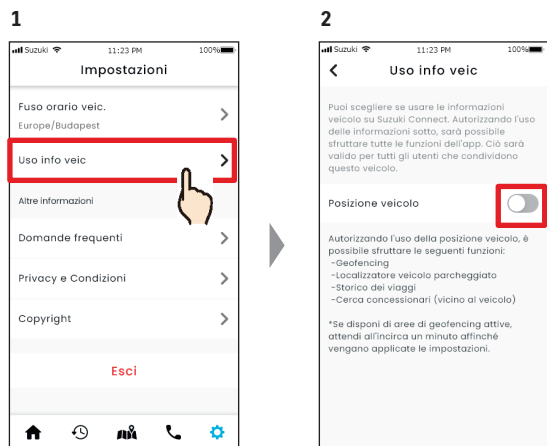 1
Suzuki 11:23 PM 100%
Impostazioni
Fuso orario veic.
Europe/Budapest
Uso info veic
Altre informazioni
Domande frequenti
Privacy e Condizioni
Copyright
Esci
2
Suzuki 11:23 PM 100%
Uso info veic
Puoi scegliere se usare le informazioni
veicolo su Suzuki Connect. Autorizzando l'uso
delle informazioni sotto, sarà possibile
sfruttare tutte le funzioni dell'app. Ciò sarà
valido per tutti gli utenti che condividono
questo veicolo.
Posizione veicolo
Autorizzando l'uso della posizione veicolo, è
possibile sfruttare le seguenti funzioni:
-Geofencing
-Localizzatore veicolo parcheggiato
-Storico dei viaggi
-Cerca concessionari (vicino al veicolo)
*Se disponi di aree di geofencing attive,
attendi all'incirca un minuto affinché
vengano applicate le impostazioni.